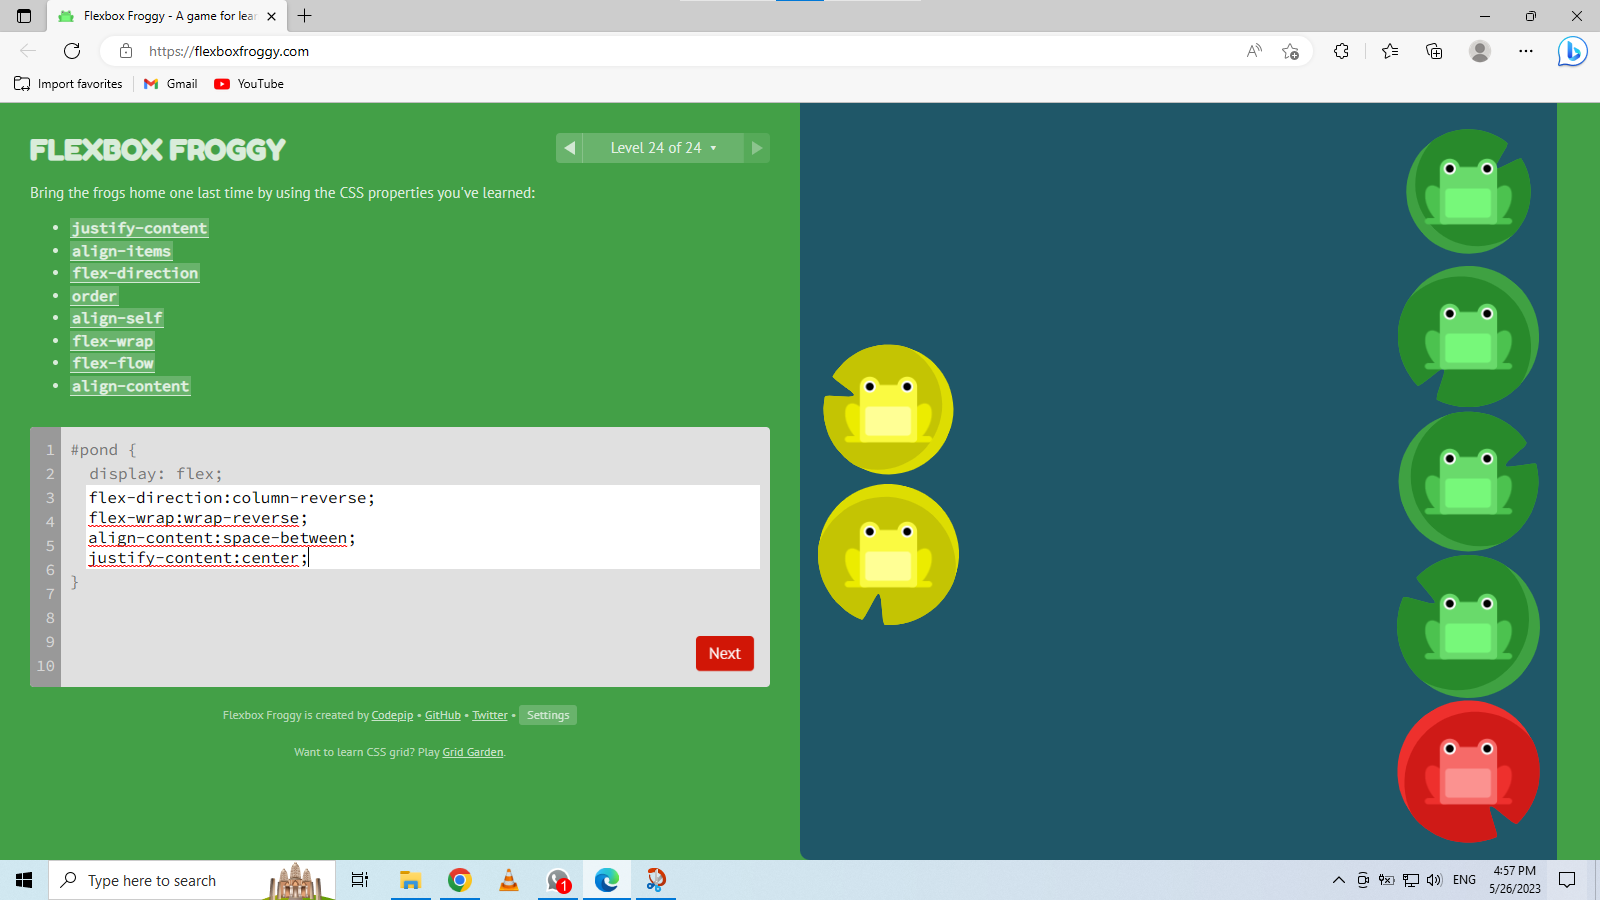 Flexbox Froggy - A game for lear
https://flexboxfroggy.com
Import favorites
Gmail
YouTube
FLEXBOX FROGGY
Level 24 of 24
Bring the frogs home one last time by using the CSS properties you've learned:
• justify-content
• align-items
• flex-direction
• order
• align-self
• flex-wrap
• flex-flow
• align-content
1 #pond {
2 display: flex;
3 flex-direction:column-reverse;
4 flex-wrap:wrap-reverse;
5 align-content:space-between;
6 justify-content:center;
7 }
8
9
10
Next
Flexbox Froggy is created by Codepip • GitHub • Twitter • Settings
Want to learn CSS grid? Play Grid Garden.
Type here to search
1
ENG
4:57 PM
5/26/2023